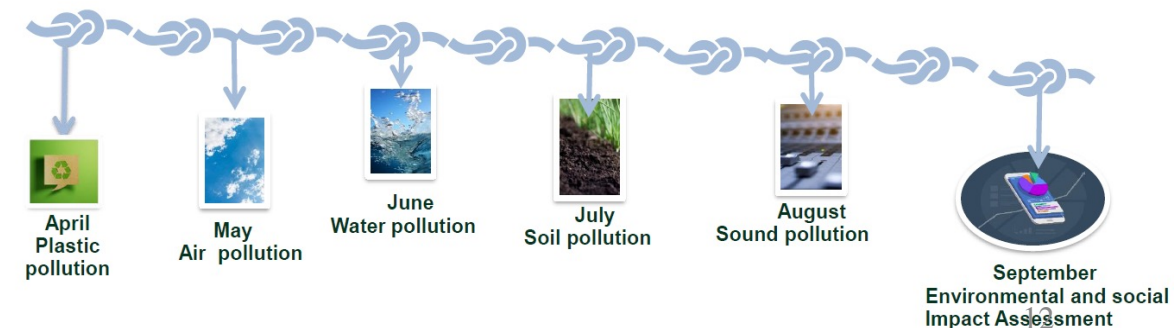 April
Plastic
pollution
May
Air pollution
June
Water pollution
July
Soil pollution
August
Sound pollution
September
Environmental and social
Impact Assessment
12